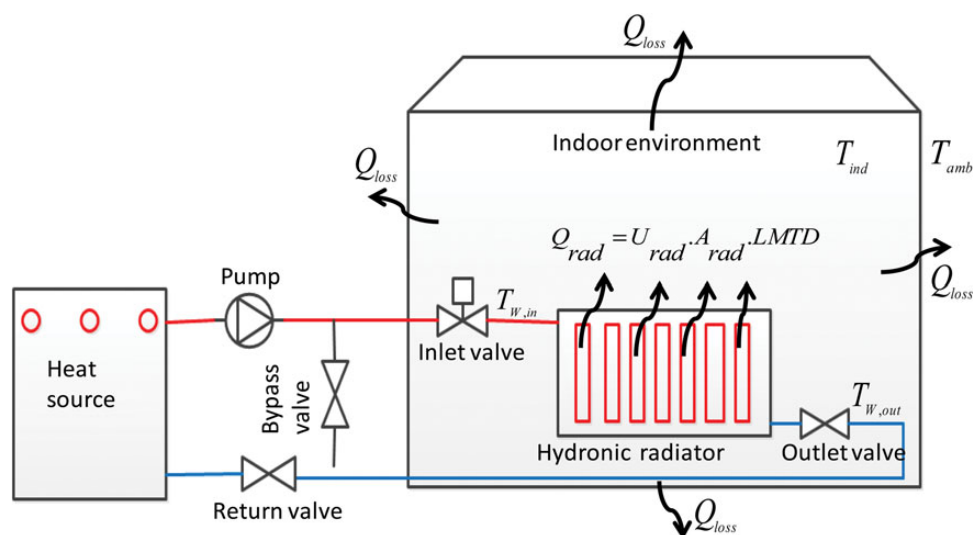 Q_loss
Indoor environment
T_ind
T_amb
Q_loss
Q_rad = U_rad . A_rad . LMTD
Q_loss
Pump
T_W,in
Inlet valve
Heat
source
Bypass
valve
T_W,out
Hydronic radiator
Outlet valve
Return valve
Q_loss